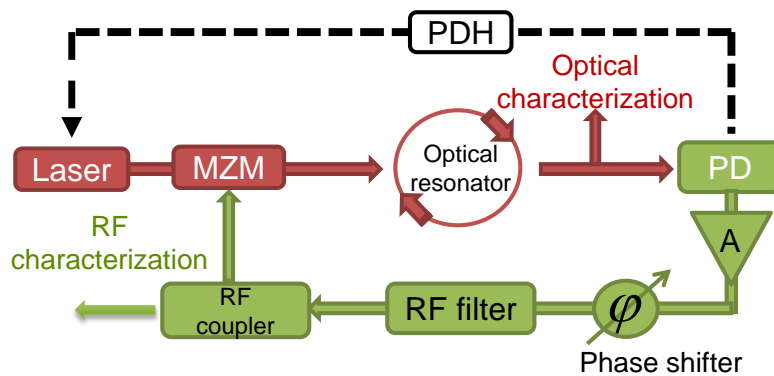 PDH
Optical
characterization
Laser
MZM
Optical
resonator
PD
RF
characterization
A
RF
coupler
RF filter
φ
Phase shifter